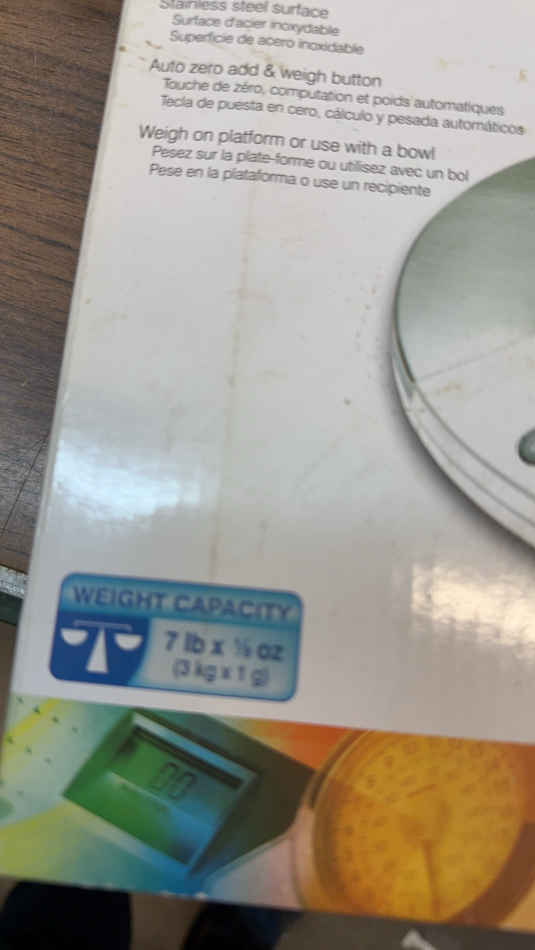 Stainless steel surface
Surface d'acier inoxydable
Superficie de acero inoxidable
Auto zero add & weigh button
Touche de zéro, computation et poids automatiques
Tecla de puesta en cero, cálculo y pesada automáticos
Weigh on platform or use with a bowl
Pesez sur la plate-forme ou utilisez avec un bol
Pese en la plataforma o use un recipiente
WEIGHT CAPACITY
7 lb x ⅛ oz
(3 kg x 1 g)